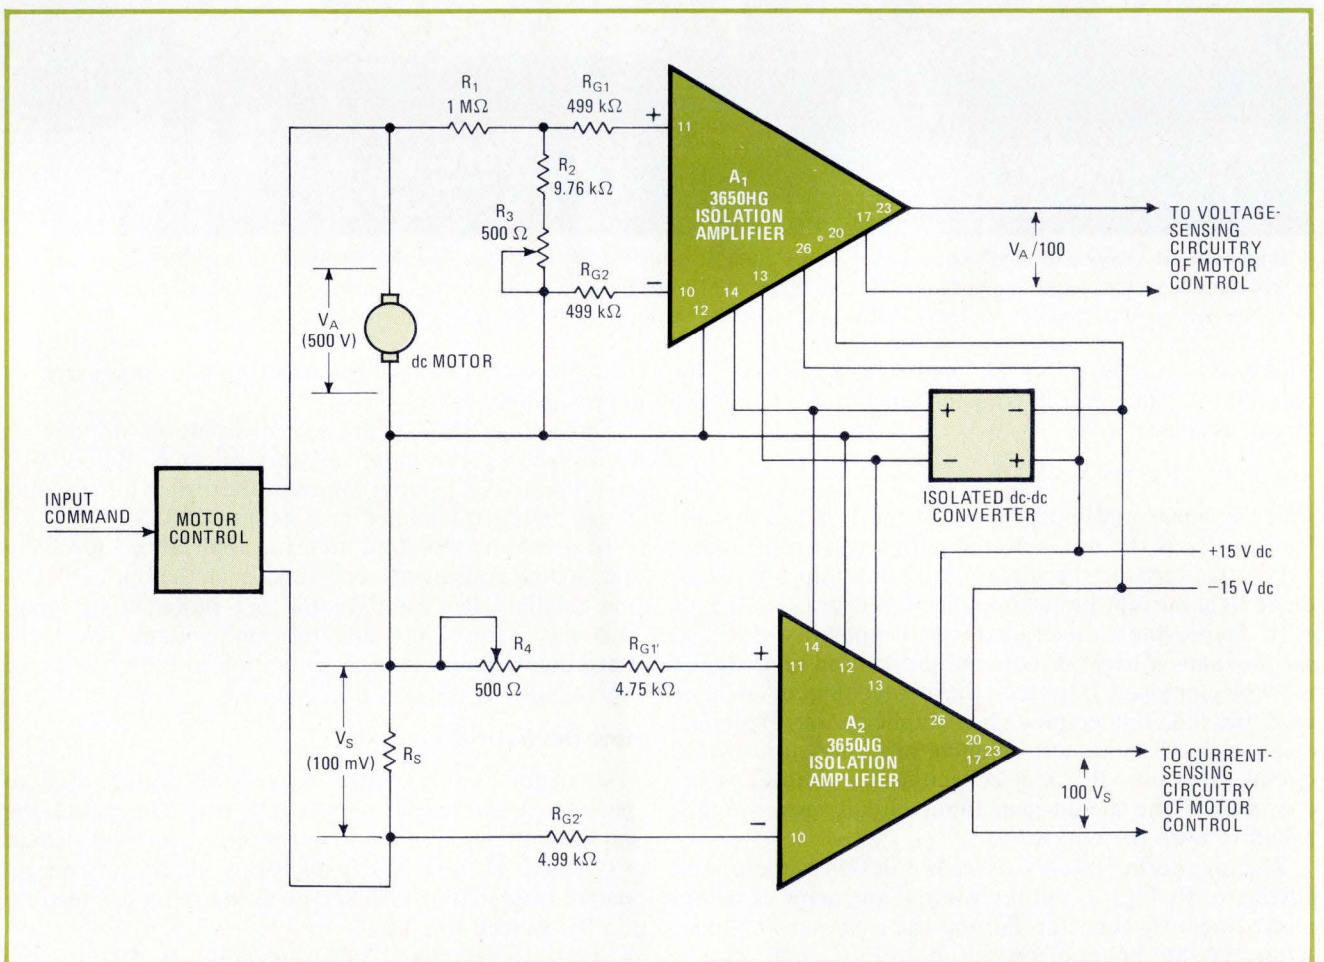 R1
1 MΩ
RG1
499 kΩ
+
11
R2
9.76 kΩ
R3
500 Ω
RG2
499 kΩ
−
10
A1
3650HG
ISOLATION
AMPLIFIER
12
14
13
26
20
17
23
VA/100
TO VOLTAGE-
SENSING
CIRCUITRY
OF MOTOR
CONTROL
VA
(500 V)
dc MOTOR
+
−
−
+
ISOLATED dc-dc
CONVERTER
INPUT
COMMAND
MOTOR
CONTROL
+15 V dc
−15 V dc
R4
500 Ω
RG1'
4.75 kΩ
+
11
14
12
13
26
20
17
23
A2
3650JG
ISOLATION
AMPLIFIER
VS
(100 mV)
RS
RG2'
4.99 kΩ
−
10
100 VS
TO CURRENT-
SENSING
CIRCUITRY
OF MOTOR
CONTROL